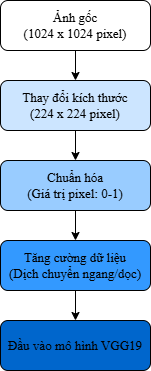 Ảnh gốc
(1024 x 1024 pixel)
Thay đổi kích thước
(224 x 224 pixel)
Chuẩn hóa
(Giá trị pixel: 0-1)
Tăng cường dữ liệu
(Dịch chuyển ngang/dọc)
Đầu vào mô hình VGG19